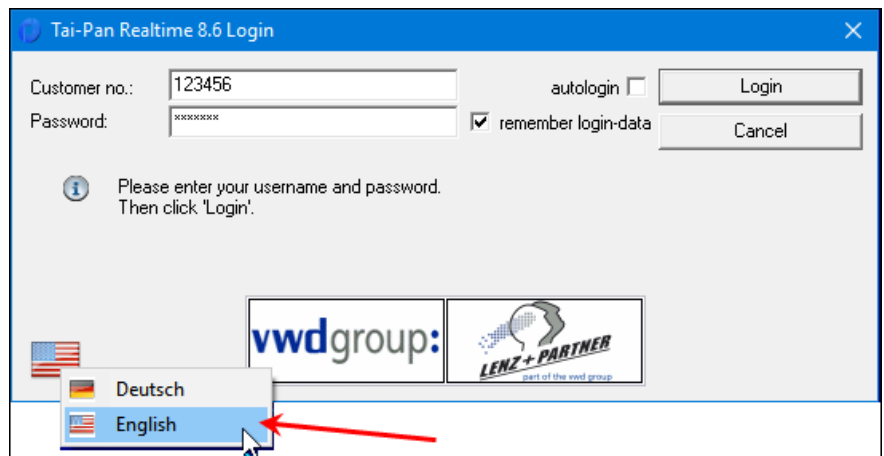 Tai-Pan Realtime 8.6 Login
Customer no.: 123456 autologin Login
Password: ******* remember login-data Cancel
Please enter your username and password.
Then click 'Login'.
vwdgroup: LENZ+PARTNER
part of the vwd group
Deutsch
English